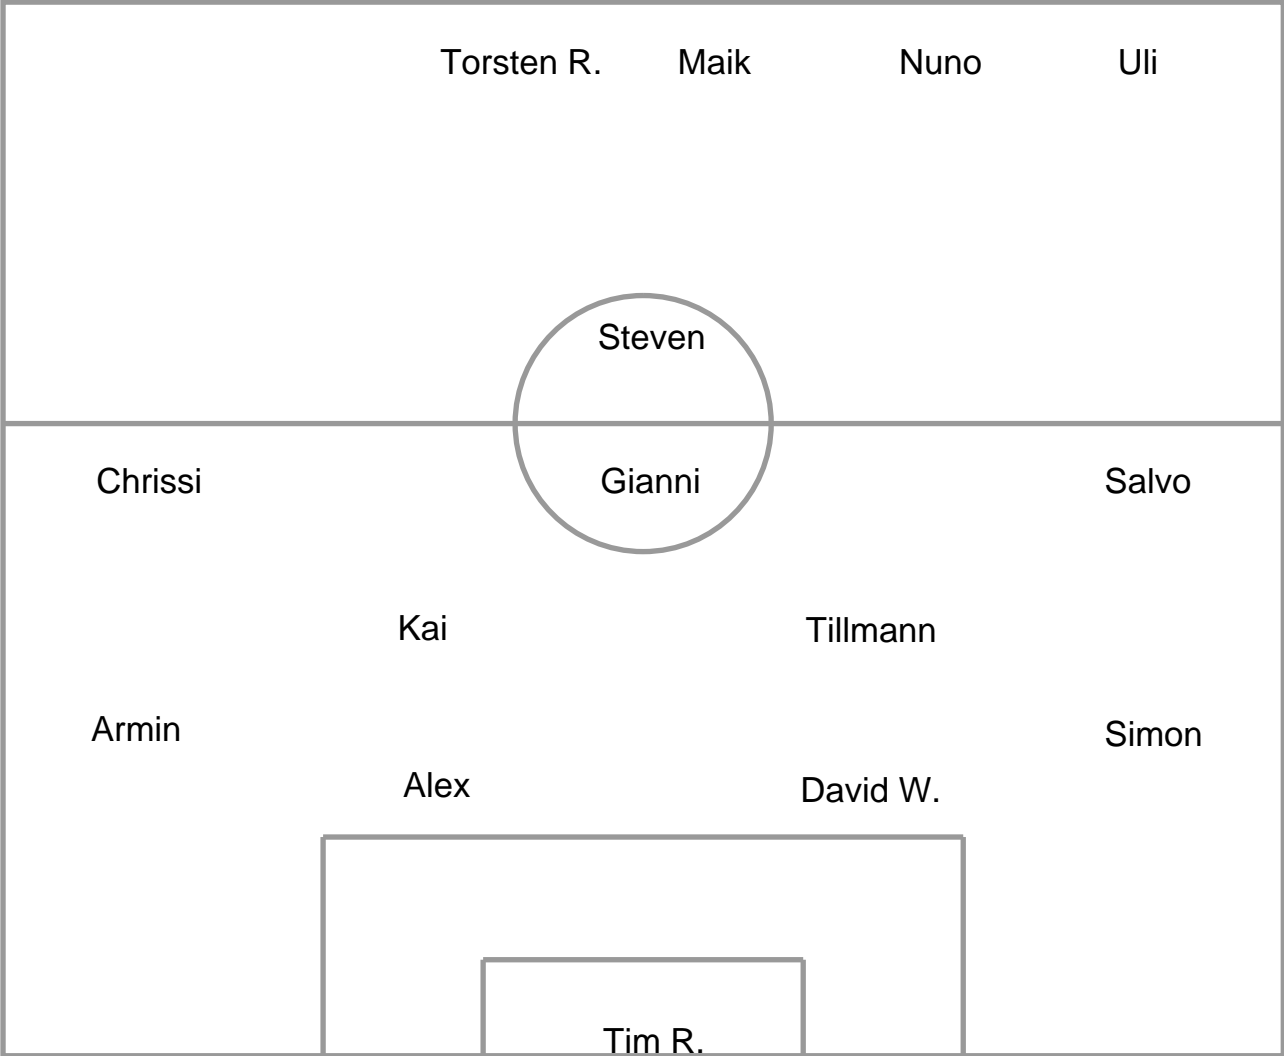 Torsten R. Maik Nuno Uli
Steven
Chrissi Gianni Salvo
Kai Tillmann
Armin Simon
Alex David W.
Tim R.